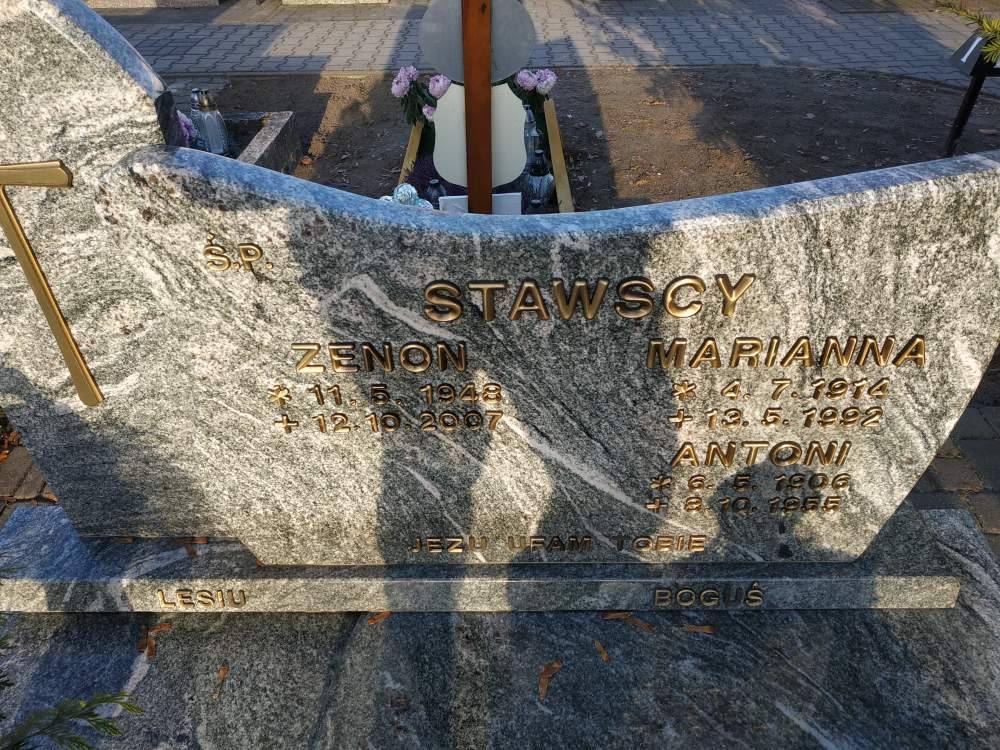 Ś.P.
STAWSCY
ZENON
* 11. 5. 1948
+ 12.10.2007
MARIANNA
* 4. 7. 1914
+ 13. 5. 1992
ANTONI
* 6. 5. 1906
+ 8.10. 1955
JEZU UFAM TOBIE
LESIU
BOGUŚ